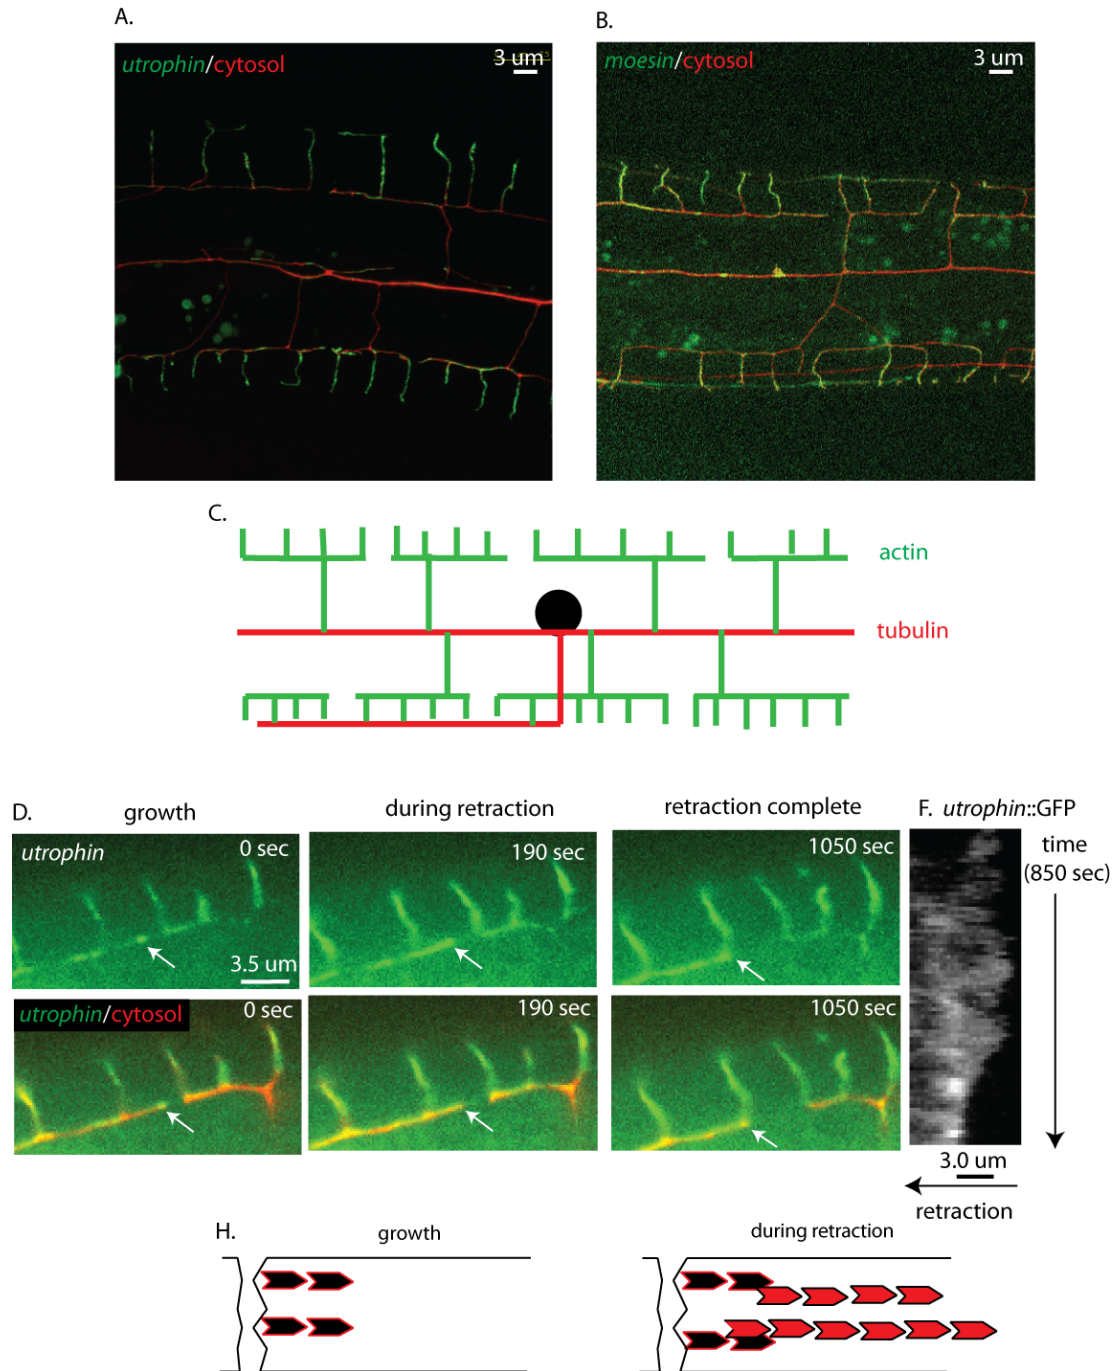 A.
utrophin/cytosol
3 um
B.
moesin/cytosol
3 um
C.
actin
tubulin
D.
growth
during retraction
retraction complete
F. utrophin::GFP
utrophin
0 sec
190 sec
1050 sec
time
(850 sec)
3.5 um
utrophin/cytosol
0 sec
190 sec
1050 sec
3.0 um
retraction
H.
growth
during retraction